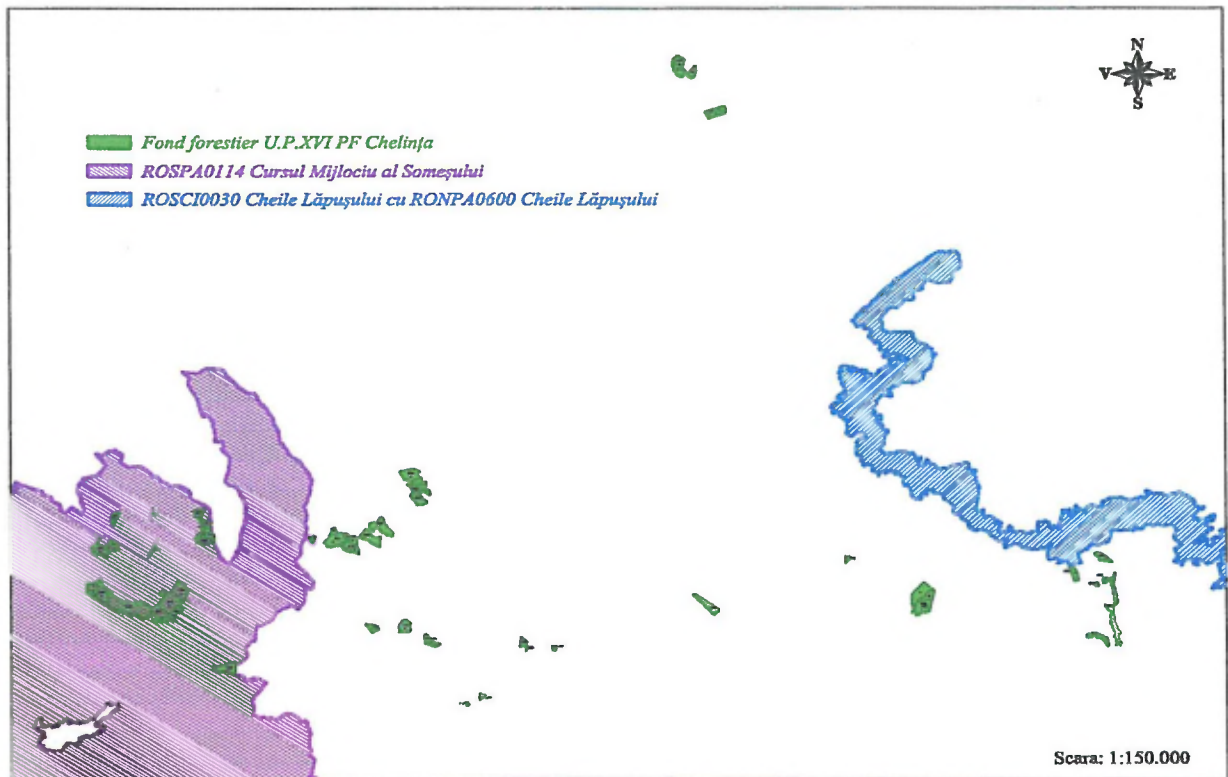 N
V E
S
Fond forestier U.P.XVI PF Chelința
ROSPA0114 Cursul Mijlociu al Someșului
ROSCI0030 Cheile Lăpușului cu RONPA0600 Cheile Lăpușului
Scara: 1:150.000